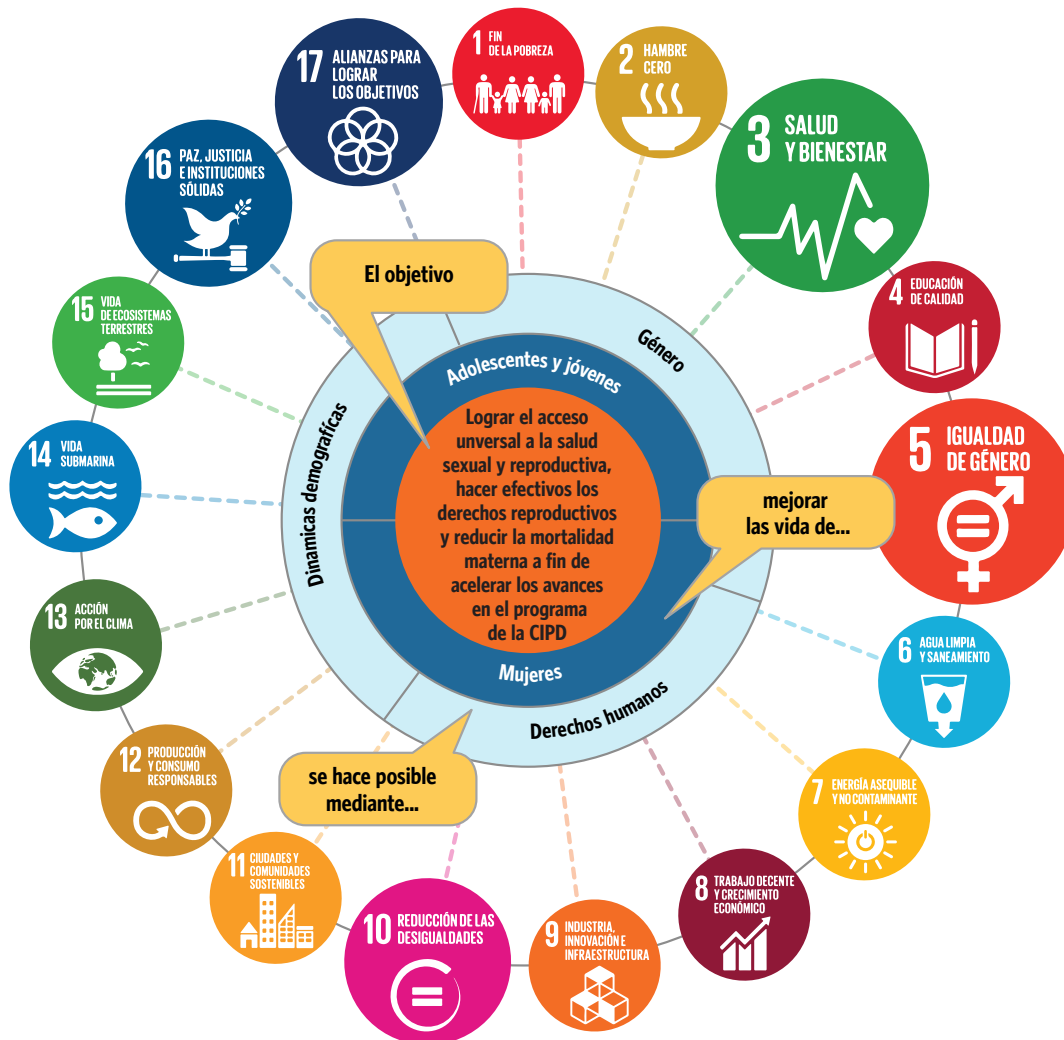 1 FIN
DE LA POBREZA
2 HAMBRE
CERO
3 SALUD
Y BIENESTAR
4 EDUCACIÓN
DE CALIDAD
5 IGUALDAD
DE GÉNERO
6 AGUA LIMPIA
Y SANEAMIENTO
7 ENERGÍA ASEQUIBLE
Y NO CONTAMINANTE
8 TRABAJO DECENTE
Y CRECIMIENTO
ECONÓMICO
9 INDUSTRIA,
INNOVACIÓN E
INFRAESTRUCTURA
10 REDUCCIÓN DE LAS
DESIGUALDADES
11 CIUDADES Y
COMUNIDADES
SOSTENIBLES
12 PRODUCCIÓN
Y CONSUMO
RESPONSABLES
13 ACCIÓN
POR EL CLIMA
14 VIDA
SUBMARINA
15 VIDA
DE ECOSISTEMAS
TERRESTRES
16 PAZ, JUSTICIA
E INSTITUCIONES
SÓLIDAS
17 ALIANZAS PARA
LOGRAR
LOS OBJETIVOS
El objetivo
Lograr el acceso
unversal a la salud
sexual y reproductiva,
hacer efectivos los
derechos reproductivos
y reducir la mortalidad
materna a fin de
acelerar los avances
en el programa
de la CIPD
mejorar
las vida de...
Adolescentes y jóvenes
Mujeres
se hace posible
mediante...
Género
Derechos humanos
Dinamicas demografícas